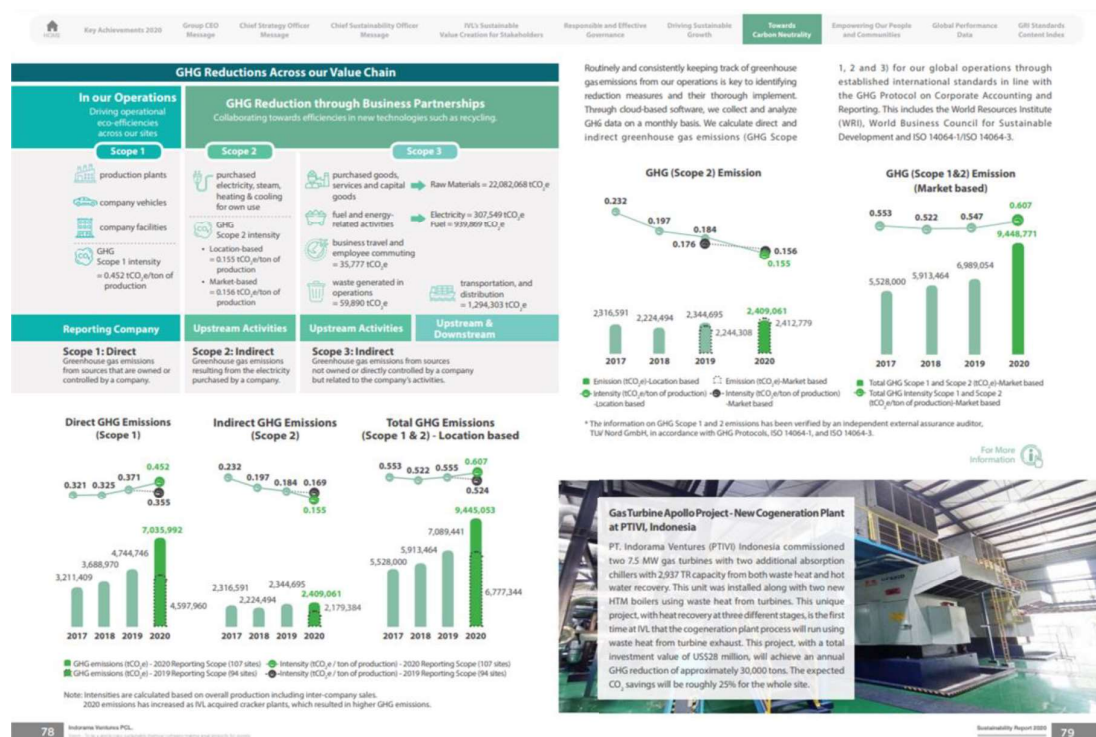 HOME
Key Achievements 2020
Group CEO
Message
Chief Strategy Officer
Message
Chief Sustainability Officer
Message
IVL's Sustainable
Value Creation for Stakeholders
Responsible and Effective
Governance
Driving Sustainable
Growth
Towards
Carbon Neutrality
Empowering Our People
and Communities
Global Performance
Data
GRI Standards
Content Index
GHG Reductions Across our Value Chain
In our Operations
Driving operational
eco-efficiencies
across our sites
GHG Reduction through Business Partnerships
Collaborating towards efficiencies in new technologies such as recycling.
Scope 1
production plants
company vehicles
company facilities
CO₂
GHG
Scope 1 intensity
= 0.452 tCO₂e/ton of
production
Scope 2
purchased
electricity, steam,
heating & cooling
for own use
CO₂
GHG
Scope 2 intensity
• Location-based
= 0.155 tCO₂e/ton of
production
• Market-based
= 0.156 tCO₂e/ton of
production
Scope 3
purchased goods,
services and capital
goods
Raw Materials = 22,082,068 tCO₂e
fuel and energy-
related activities
Electricity = 307,549 tCO₂e
Fuel = 939,869 tCO₂e
business travel and
employee commuting
= 35,777 tCO₂e
waste generated in
operations
= 59,890 tCO₂e
transportation, and
distribution
= 1,294,303 tCO₂e
Reporting Company
Upstream Activities
Upstream Activities
Upstream &
Downstream
Scope 1: Direct
Greenhouse gas emissions
from sources that are owned or
controlled by a company.
Scope 2: Indirect
Greenhouse gas emissions
resulting from the electricity
purchased by a company.
Scope 3: Indirect
Greenhouse gas emissions from sources
not owned or directly controlled by a company
but related to the company's activities.
Direct GHG Emissions
(Scope 1)
0.321 0.325 0.371 0.452
0.355
3,211,409
3,688,970
4,744,746
7,035,992
4,597,960
2017 2018 2019 2020
Indirect GHG Emissions
(Scope 2)
0.232
0.197
0.184 0.169
0.155
2,316,591
2,224,494
2,344,695
2,409,061
2,179,384
2017 2018 2019 2020
Total GHG Emissions
(Scope 1 & 2) - Location based
0.553 0.522 0.555 0.607
0.524
5,528,000
5,913,464
7,089,441
9,445,053
6,777,344
2017 2018 2019 2020
GHG emissions (tCO₂e) - 2020 Reporting Scope (107 sites)
Intensity (tCO₂e / ton of production) - 2020 Reporting Scope (107 sites)
GHG emissions (tCO₂e) - 2019 Reporting Scope (94 sites)
Intensity (tCO₂e / ton of production) - 2019 Reporting Scope (94 sites)
Note: Intensities are calculated based on overall production including inter-company sales.
2020 emissions has increased as IVL acquired cracker plants, which resulted in higher GHG emissions.
78
Indorama Ventures PCL.
Routinely and consistently keeping track of greenhouse
gas emissions from our operations is key to identifying
reduction measures and their thorough implement.
Through cloud-based software, we collect and analyze
GHG data on a monthly basis. We calculate direct and
indirect greenhouse gas emissions (GHG Scope
1, 2 and 3) for our global operations through
established international standards in line with
the GHG Protocol on Corporate Accounting and
Reporting. This includes the World Resources Institute
(WRI), World Business Council for Sustainable
Development and ISO 14064-1/ISO 14064-3.
GHG (Scope 2) Emission
0.232
0.197
0.184
0.176
0.156
0.155
2,316,591
2,224,494
2,344,695
2,244,308
2,409,061
2,412,779
2017 2018 2019 2020
Emission (tCO₂e)-Location based
Emission (tCO₂e)-Market based
Intensity (tCO₂e/ton of production)
-Location based
Intensity (tCO₂e/ton of production)
-Market based
GHG (Scope 1&2) Emission
(Market based)
0.553 0.522 0.547 0.607
5,528,000
5,913,464
6,989,054
9,448,771
2017 2018 2019 2020
Total GHG Scope 1 and Scope 2 (tCO₂e)-Market based
Total GHG Intensity Scope 1 and Scope 2
(tCO₂e/ton of production)-Market based
* The information on GHG Scope 1 and 2 emissions has been verified by an independent external assurance auditor,
TUV Nord GmbH, in accordance with GHG Protocols, ISO 14064-1, and ISO 14064-3.
For More
Information
Gas Turbine Apollo Project - New Cogeneration Plant
at PTIVI, Indonesia
PT. Indorama Ventures (PTIVI) Indonesia commissioned
two 7.5 MW gas turbines with two additional absorption
chillers with 2,937 TR capacity from both waste heat and hot
water recovery. This unit was installed along with two new
HTM boilers using waste heat from turbines. This unique
project, with heat recovery at three different stages, is the first
time at IVL that the cogeneration plant process will run using
waste heat from turbine exhaust. This project, with a total
investment value of US$28 million, will achieve an annual
GHG reduction of approximately 30,000 tons. The expected
CO₂ savings will be roughly 25% for the whole site.
Sustainability Report 2020
79